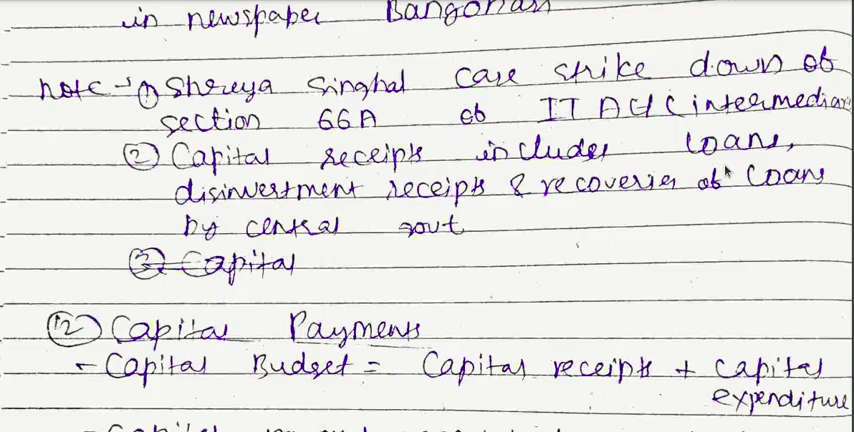 in newspaper Bangonari
note -> ① Shreya Singhal Case strike down of
section 66A of IT Act (intermediary
② Capital receipts includes loans,
disinvestment receipts & recoveries of loans
by central govt
③ Capital
⑫ Capital Payments
- Capital Budget = Capital receipts + capital
expenditure
- Capital